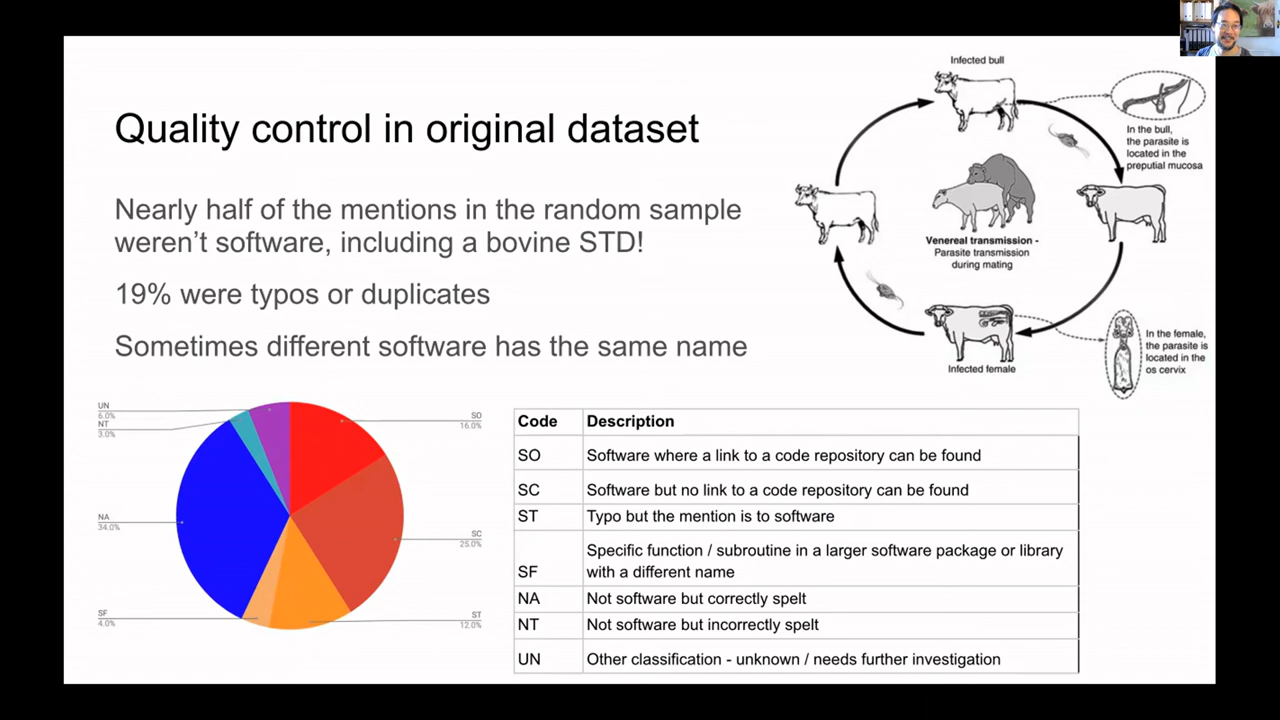 Quality control in original dataset
Nearly half of the mentions in the random sample
weren't software, including a bovine STD!
19% were typos or duplicates
Sometimes different software has the same name
Infected bull
In the bull,
the parasite is
located in the
preputial mucosa
Venereal transmission -
Parasite transmission
during mating
In the female,
the parasite is
located in the
os cervix
Infected female
UN
6.0%
NT
3.0%
NA
34.0%
SF
4.0%
SO
16.0%
SC
25.0%
ST
12.0%
Code Description
SO Software where a link to a code repository can be found
SC Software but no link to a code repository can be found
ST Typo but the mention is to software
Specific function / subroutine in a larger software package or library
SF with a different name
NA Not software but correctly spelt
NT Not software but incorrectly spelt
UN Other classification - unknown / needs further investigation